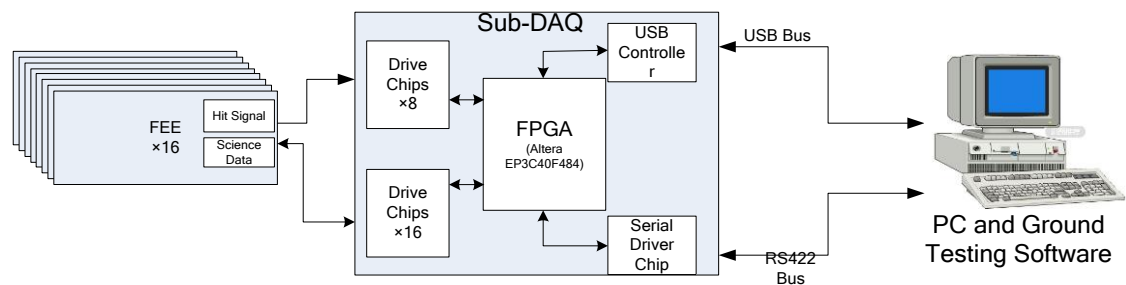 Sub-DAQ
FEE
×16
Hit Signal
Science
Data
Drive
Chips
×8
Drive
Chips
×16
FPGA
(Altera
EP3C40F484)
USB
Controlle
r
Serial
Driver
Chip
USB Bus
RS422
Bus
PC and Ground
Testing Software